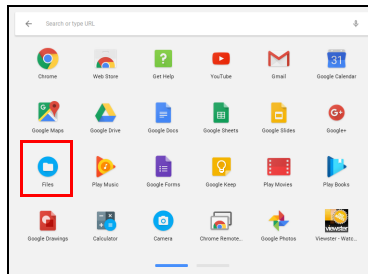 Search or type URL
Chrome
Web Store
Get Help
YouTube
31
Gmail
Google Calendar
Google Maps
Google Drive
Google Docs
Google Sheets
Google Slides
G+
Google+
Files
Play Music
Google Forms
Google Keep
Play Movies
Play Books
Google Drawings
Calculator
Camera
Chrome Remote...
Google Photos
viewster
Viewster - Watc...